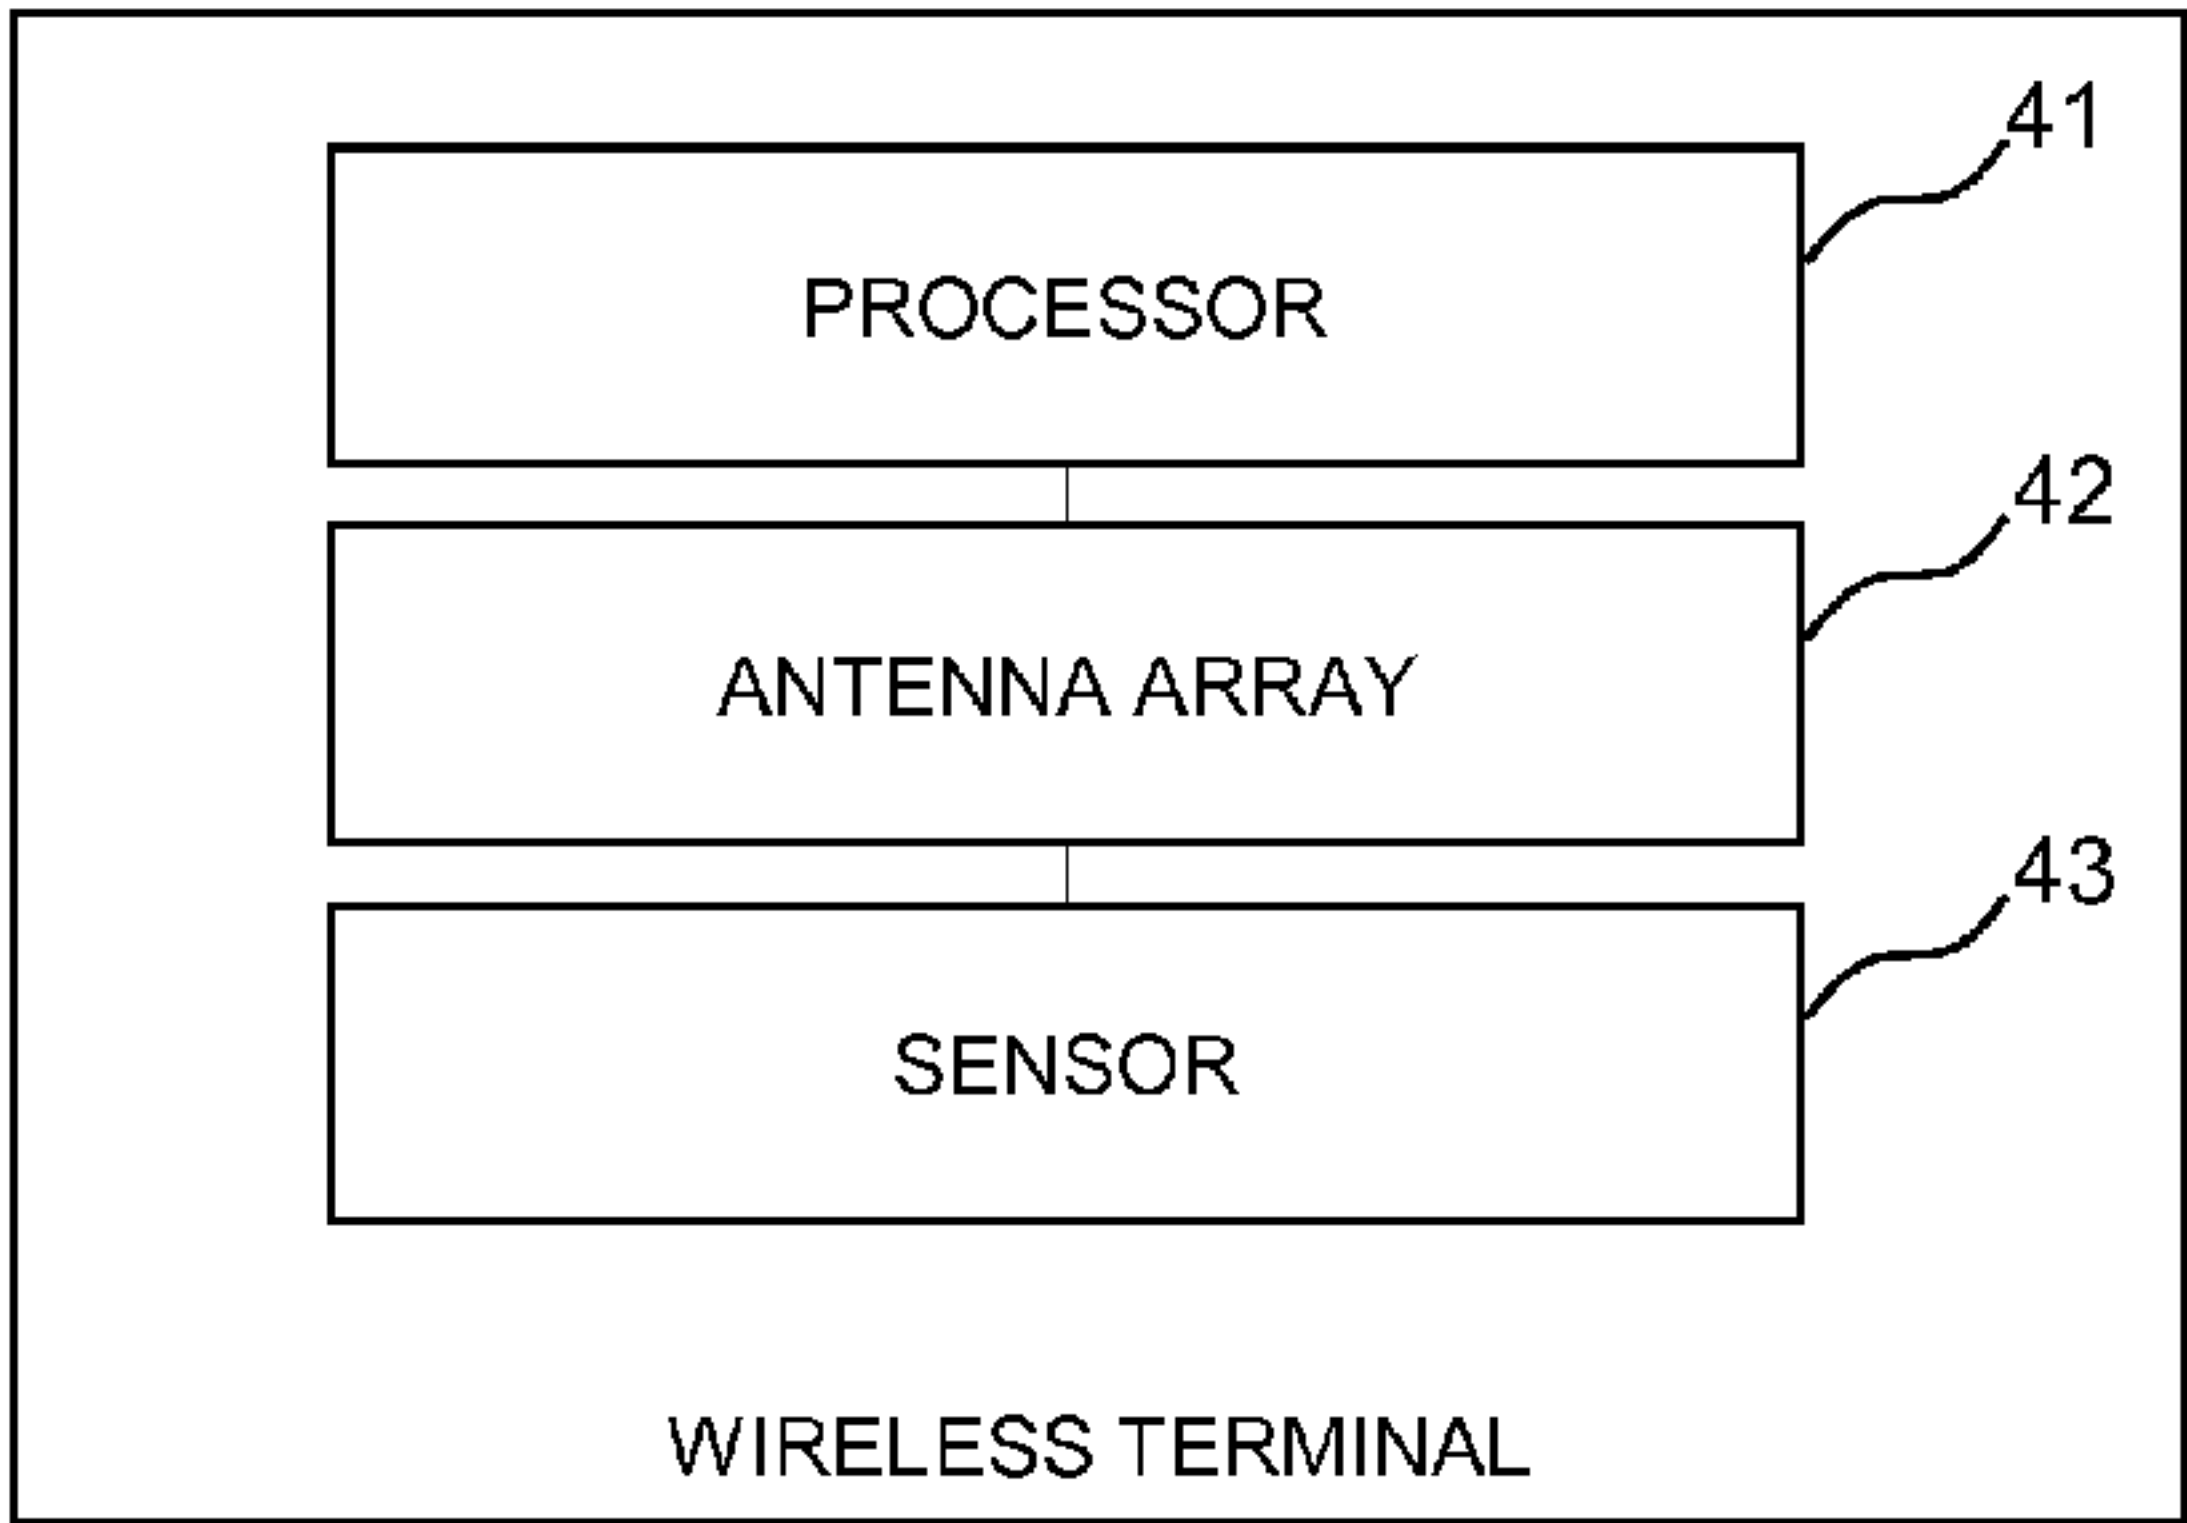 41
PROCESSOR
42
ANTENNA ARRAY
43
SENSOR
WIRELESS TERMINAL